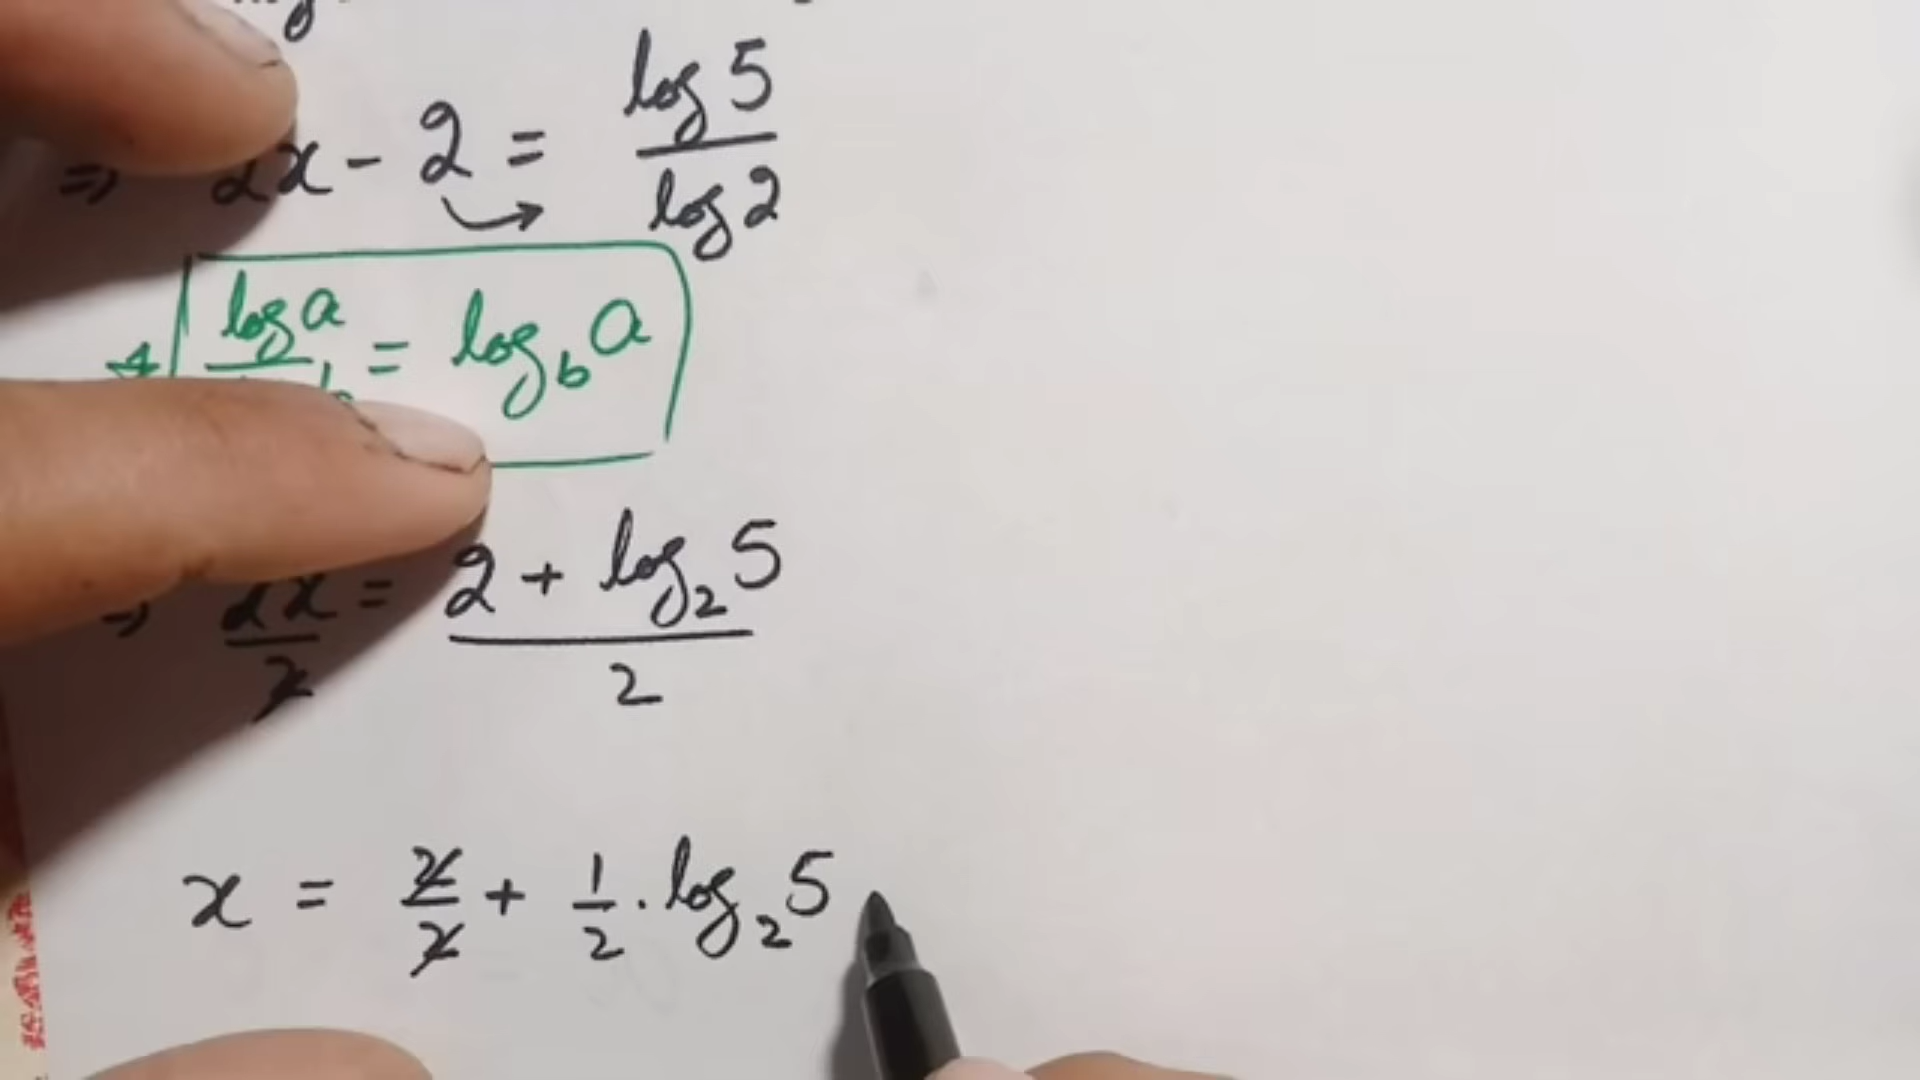 ⇒ 2x - 2 = log 5 / log 2
log a / log b = log_b a
⇒ 2x / 2 = 2 + log_2 5 / 2
x = 2/2 + 1/2 . log_2 5